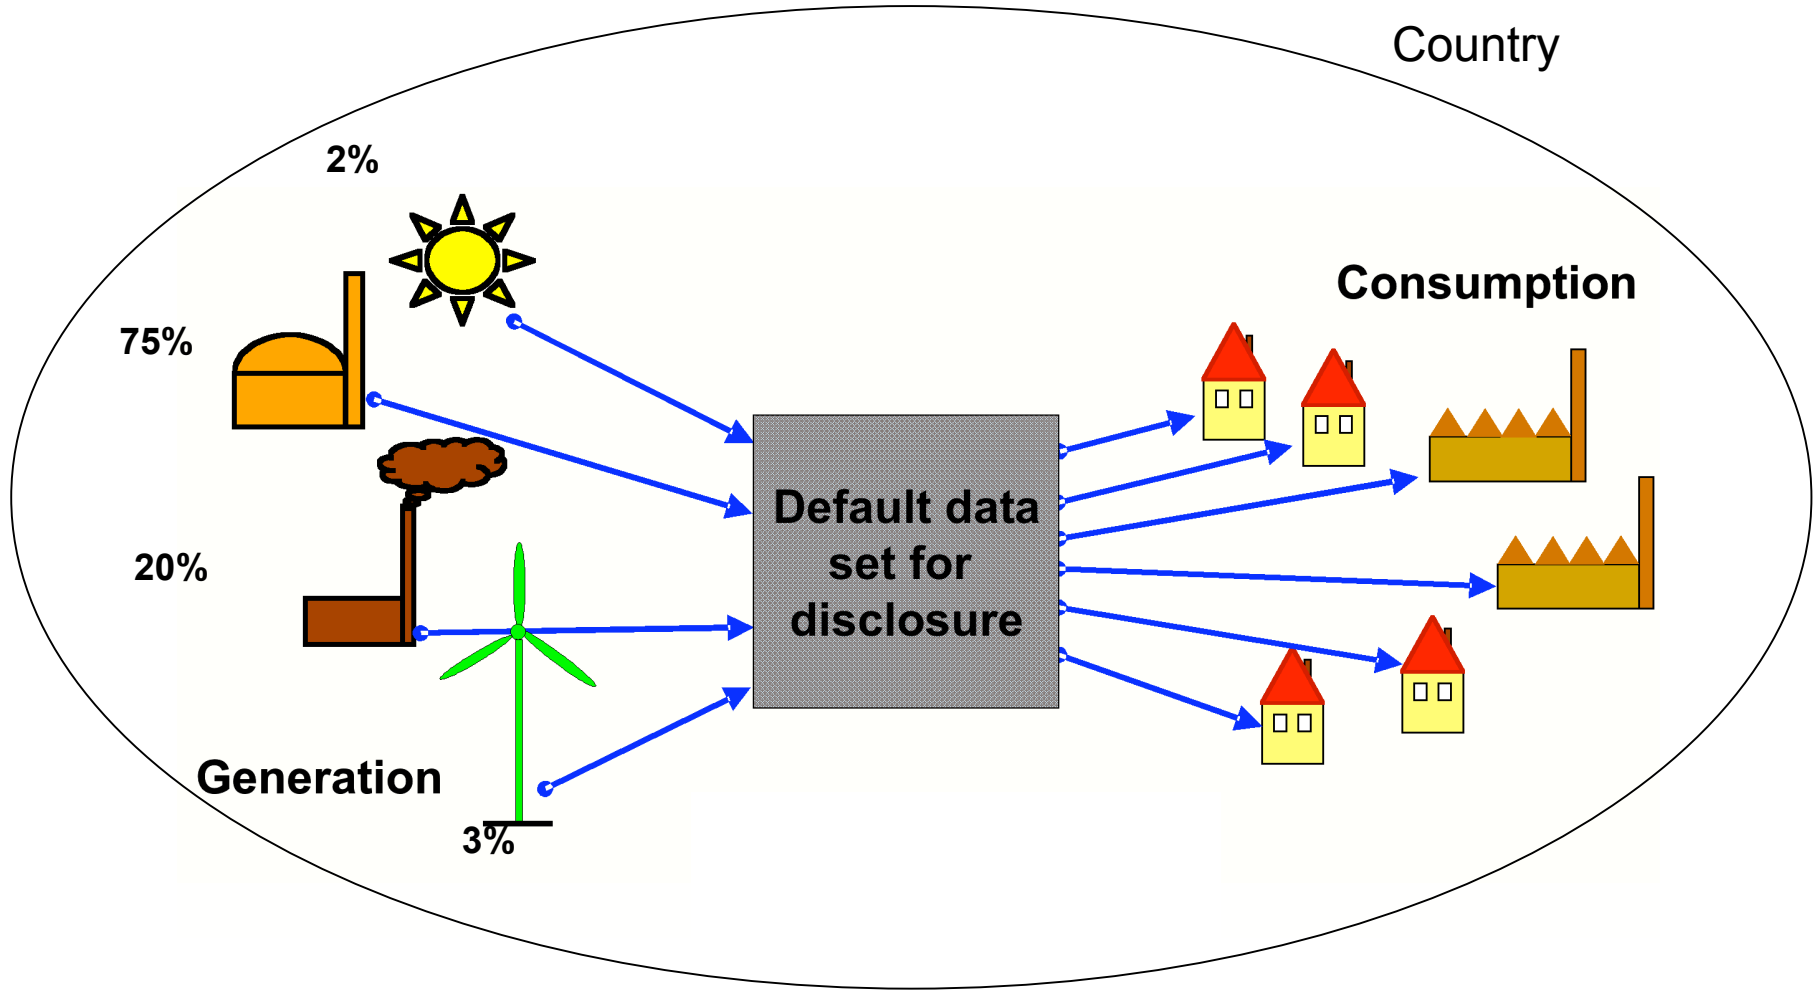 Country
2%
75%
20%
Generation
3%
Default data
set for
disclosure
Consumption